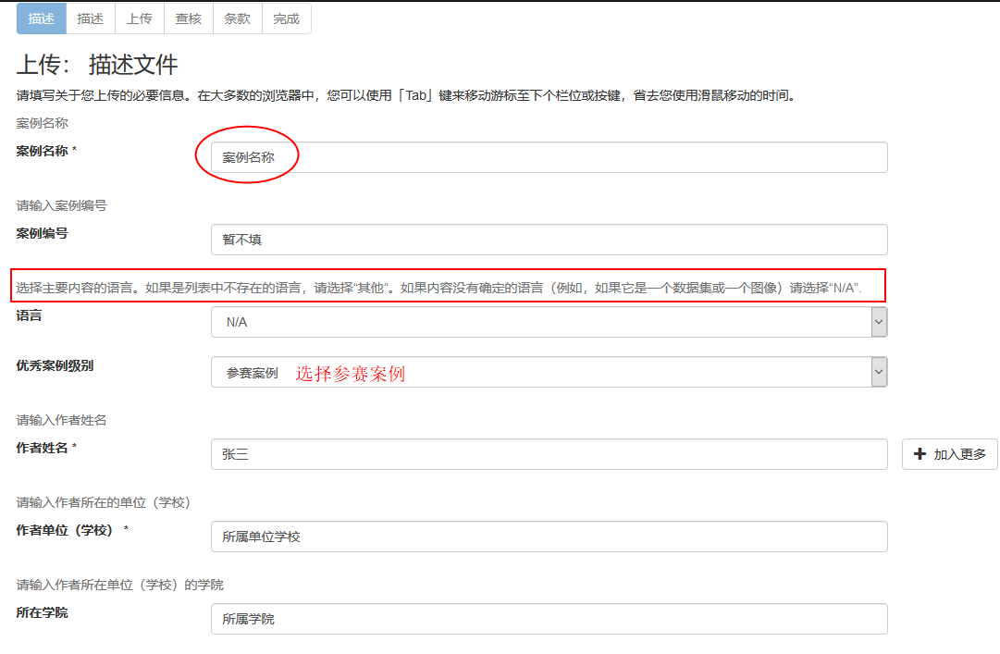 描述 描述 上传 查核 条款 完成
上传： 描述文件
请填写关于您上传的必要信息。在大多数的浏览器中，您可以使用「Tab」键来移动游标至下个栏位或按键，省去您使用滑鼠移动的时间。
案例名称
案例名称 * 案例名称
请输入案例编号
案例编号 暂不填
选择主要内容的语言。如果是列表中不存在的语言，请选择“其他”。如果内容没有确定的语言（例如，如果它是一个数据集或一个图像）请选择“N/A”.
语言 N/A
优秀案例级别 参赛案例 选择参赛案例
请输入作者姓名
作者姓名 * 张三 加入更多
请输入作者所在的单位（学校）
作者单位（学校） * 所属单位学校
请输入作者所在单位（学校）的学院
所在学院 所属学院